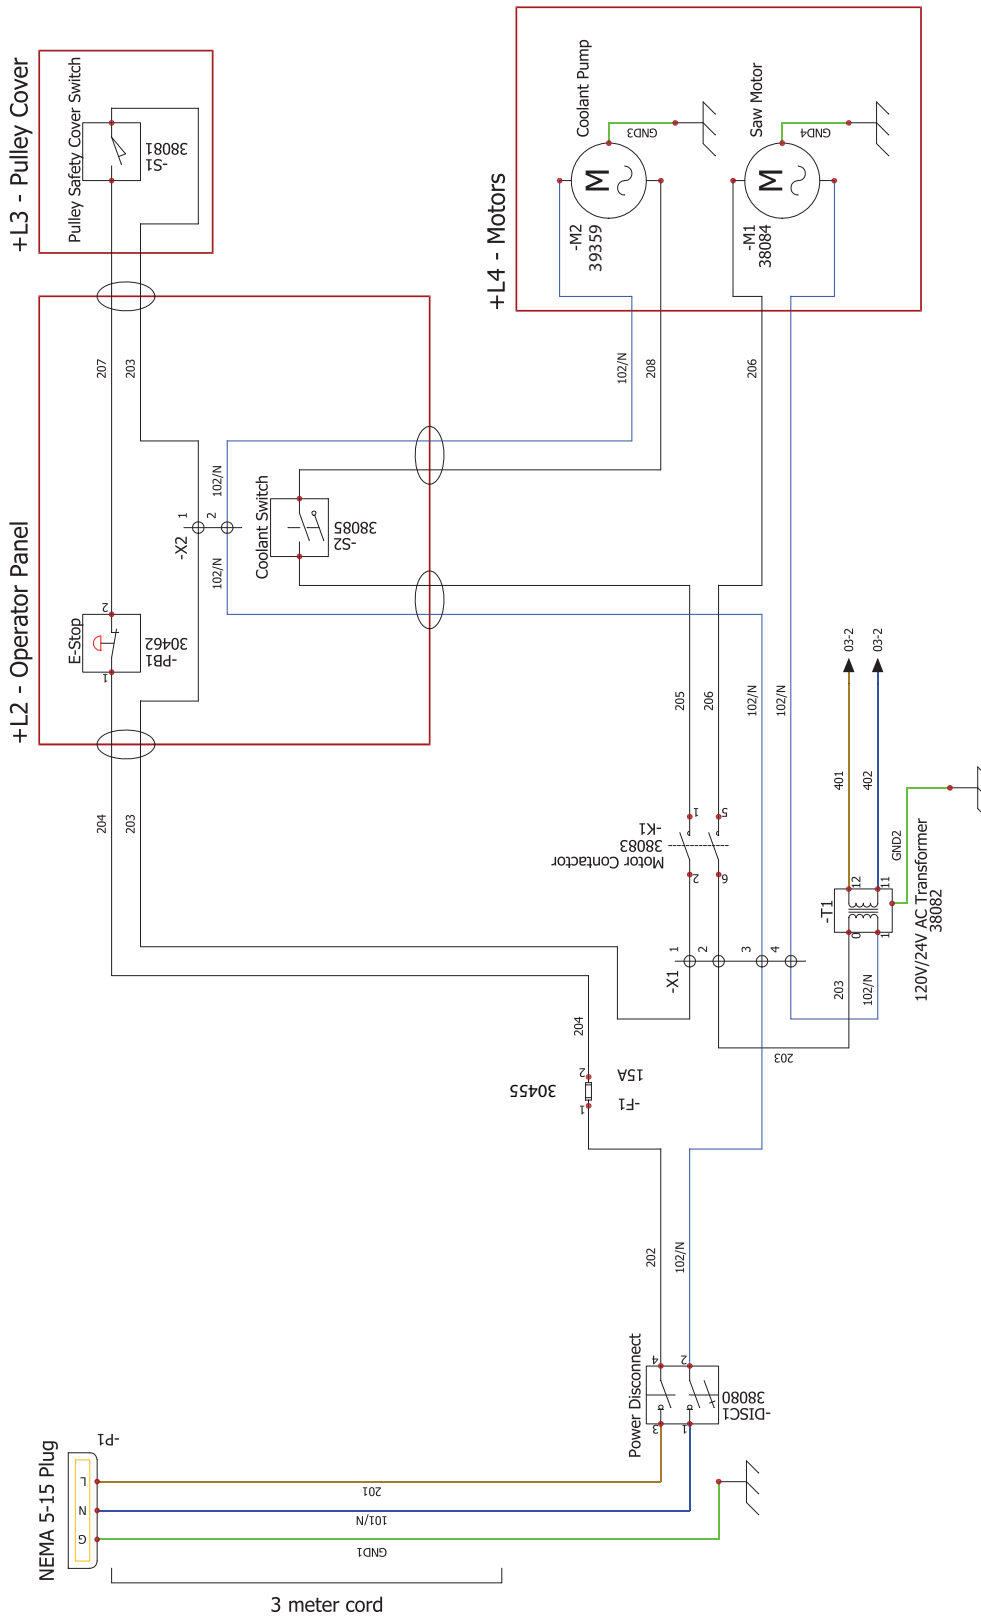 +L3 - Pulley Cover
Pulley Safety Cover Switch
-S1
38081
+L4 - Motors
Coolant Pump
M
GND3
-M2
39359
Saw Motor
M
GND4
-M1
38084
207
203
102/N
208
206
+L2 - Operator Panel
-X2
1
2
102/N
102/N
Coolant Switch
-S2
38085
E-Stop
2
1
-PB1
30462
204
203
205
206
102/N
102/N
03-2
03-2
401
402
1
5
-K1
38083
Motor Contactor
2
6
-X1
1
2
3
4
-T1
12
11
0
1
GND2
120V/24V AC Transformer
38082
203
102/N
203
204
30455
2
1
15A
-F1
202
102/N
Power Disconnect
4
2
3
1
-DISC1
38080
NEMA 5-15 Plug
-P1
L
N
G
201
101/N
GND1
3 meter cord